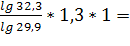 lg 32,3 / lg 29,9 * 1,3 * 1 =